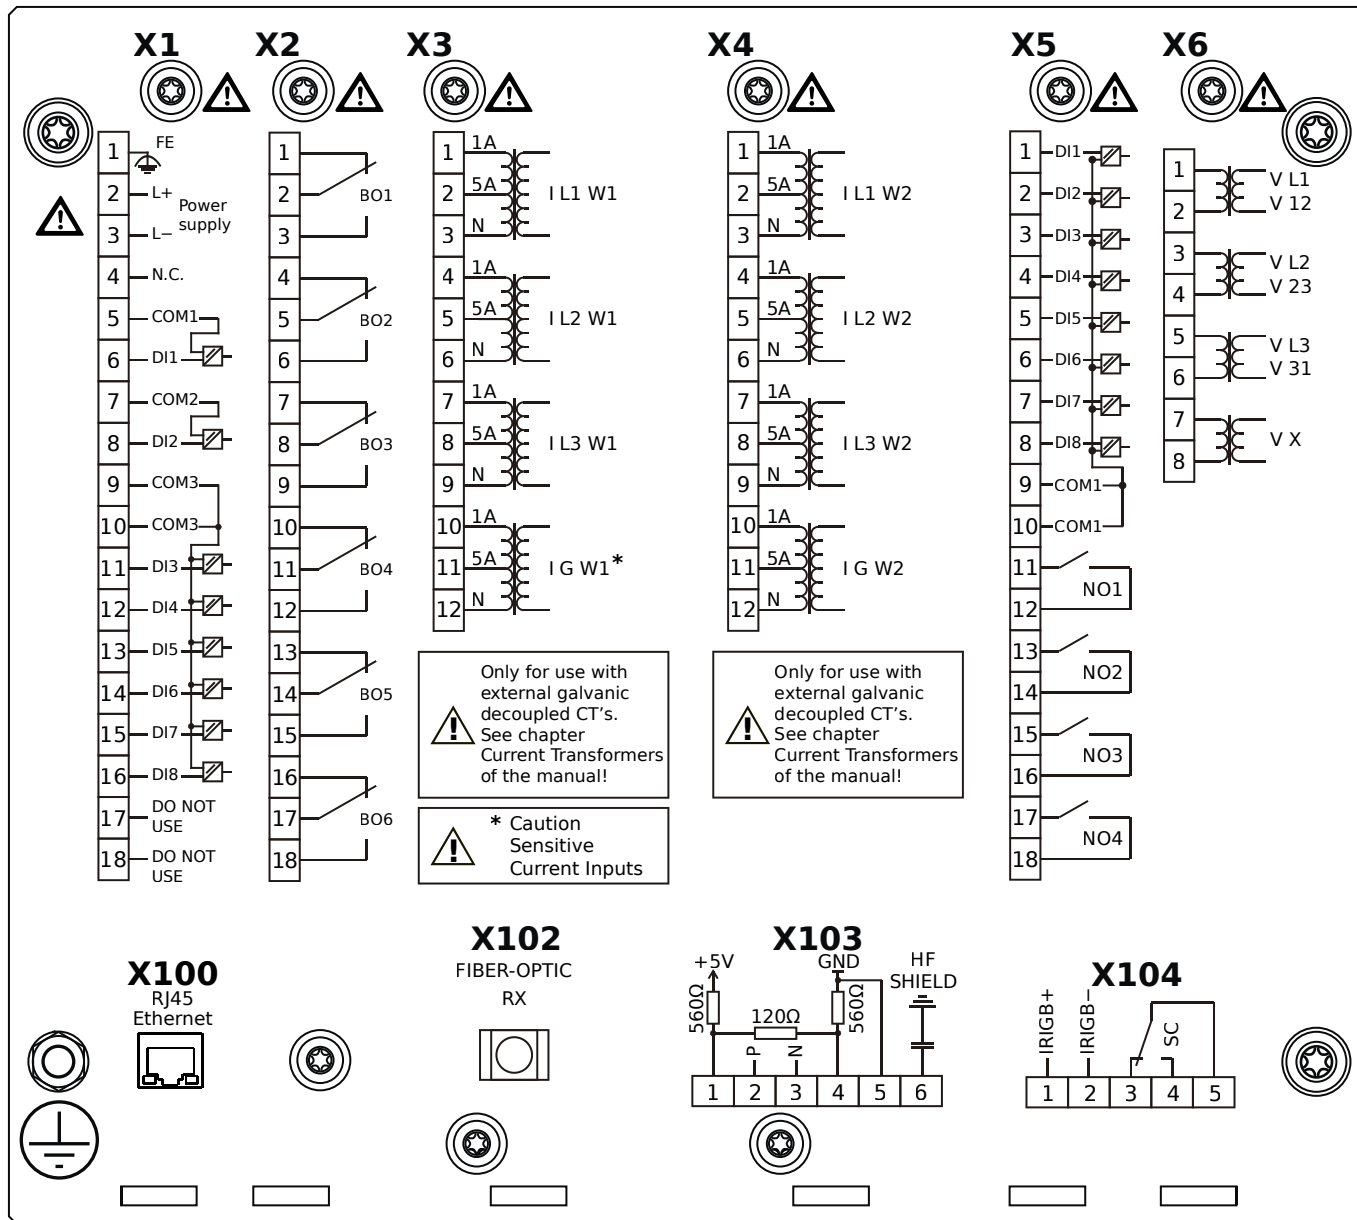 X1
X2
X3
X4
X5
X6
1
FE
2
L+
Power
supply
3
L−
4
N.C.
5
COM1
6
DI1
7
COM2
8
DI2
9
COM3
10
COM3
11
DI3
12
DI4
13
DI5
14
DI6
15
DI7
16
DI8
17
DO NOT
USE
18
DO NOT
USE
1
2
BO1
3
4
5
BO2
6
7
8
BO3
9
10
11
BO4
12
13
14
BO5
15
16
17
BO6
18
1
1A
2
5A
I L1 W1
3
N
4
1A
5
5A
I L2 W1
6
N
7
1A
8
5A
I L3 W1
9
N
10
1A
11
5A
I G W1*
12
N
Only for use with
external galvanic
decoupled CT's.
See chapter
Current Transformers
of the manual!
* Caution
Sensitive
Current Inputs
1
1A
2
5A
I L1 W2
3
N
4
1A
5
5A
I L2 W2
6
N
7
1A
8
5A
I L3 W2
9
N
10
1A
11
5A
I G W2
12
N
Only for use with
external galvanic
decoupled CT's.
See chapter
Current Transformers
of the manual!
1
DI1
2
DI2
3
DI3
4
DI4
5
DI5
6
DI6
7
DI7
8
DI8
9
COM1
10
COM1
11
NO1
12
13
NO2
14
15
NO3
16
17
NO4
18
1
V L1
2
V 12
3
V L2
4
V 23
5
V L3
6
V 31
7
V X
8
X100
RJ45
Ethernet
X102
FIBER-OPTIC
RX
X103
+5V
GND
HF
SHIELD
560Ω
120Ω
560Ω
P
N
1 2 3 4 5 6
X104
IRIGB+
IRIGB−
SC
1 2 3 4 5